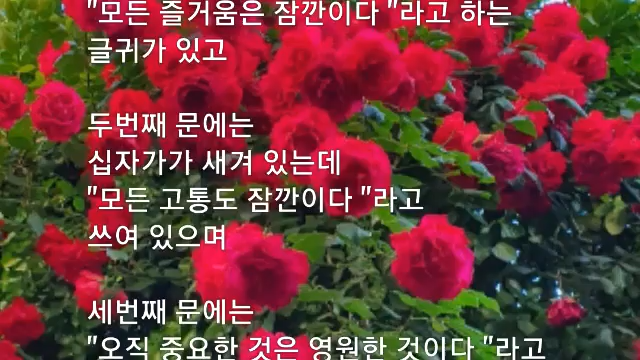 "모든 즐거움은 잠깐이다 "라고 하는
글귀가 있고
두번째 문에는
십자가가 새겨 있는데
"모든 고통도 잠깐이다 "라고
쓰여 있으며
세번째 문에는
"오직 중요한 것은 영원한 것이다 "라고